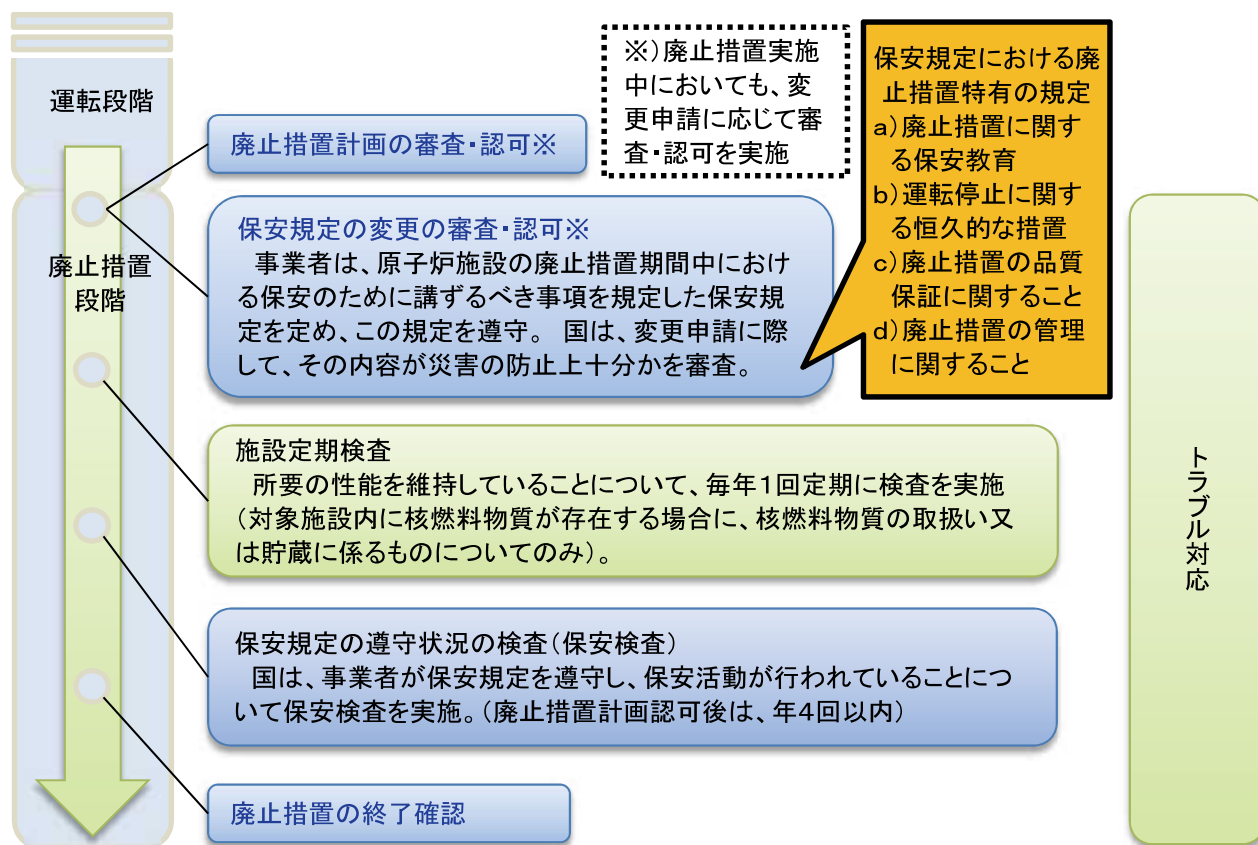 運転段階
廃止措置
段階
廃止措置計画の審査・認可※
※)廃止措置実施
中においても、変
更申請に応じて審
査・認可を実施
保安規定における廃
止措置特有の規定
a)廃止措置に関す
る保安教育
b)運転停止に関す
る恒久的な措置
c)廃止措置の品質
保証に関すること
d)廃止措置の管理
に関すること
保安規定の変更の審査・認可※
事業者は、原子炉施設の廃止措置期間中におけ
る保安のために講ずるべき事項を規定した保安規
定を定め、この規定を遵守。 国は、変更申請に際
して、その内容が災害の防止上十分かを審査。
施設定期検査
所要の性能を維持していることについて、毎年1回定期に検査を実施
(対象施設内に核燃料物質が存在する場合に、核燃料物質の取扱い又
は貯蔵に係るものについてのみ)。
保安規定の遵守状況の検査(保安検査)
国は、事業者が保安規定を遵守し、保安活動が行われていることにつ
いて保安検査を実施。(廃止措置計画認可後は、年4回以内)
廃止措置の終了確認
トラブル対応